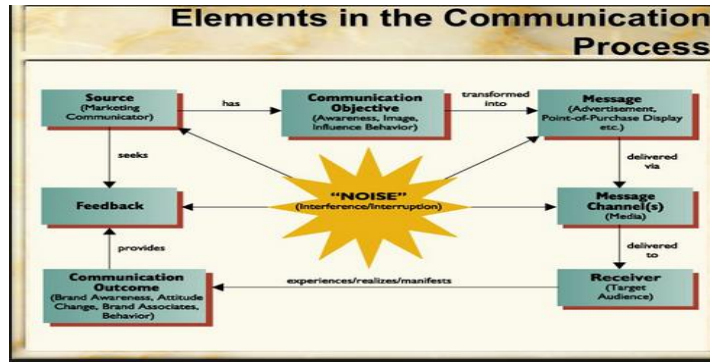 Elements in the Communication
Process
Source
(Marketing
Communicator)
has
Communication
Objective
(Awareness, Image,
Influence Behavior)
transformed
into
Message
(Advertisement,
Point-of-Purchase Display
etc.)
seeks
delivered
via
Feedback
"NOISE"
(Interference/Interruption)
Message
Channel(s)
(Media)
provides
delivered
to
Communication
Outcome
(Brand Awareness, Attitude
Change, Brand Associates,
Behavior)
experiences/realizes/manifests
Receiver
(Target
Audience)